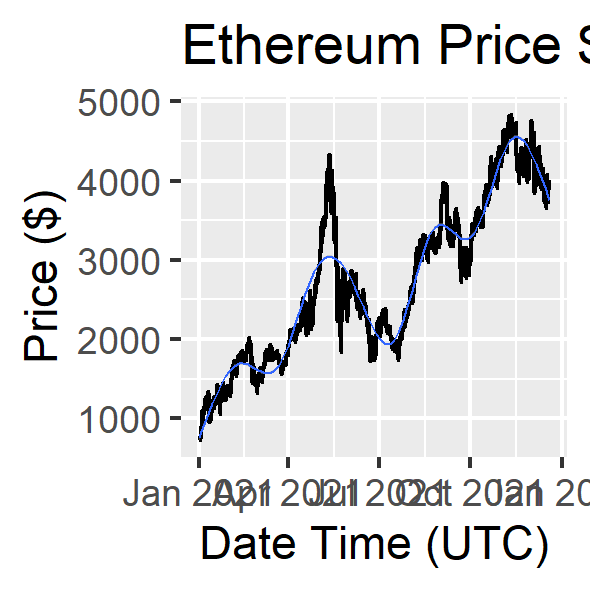 Ethereum Price S
Price ($)
5000
4000
3000
2000
1000
Jan 2021 Apr 2021 Jul 2021 Oct 2021 Jan 20
Date Time (UTC)